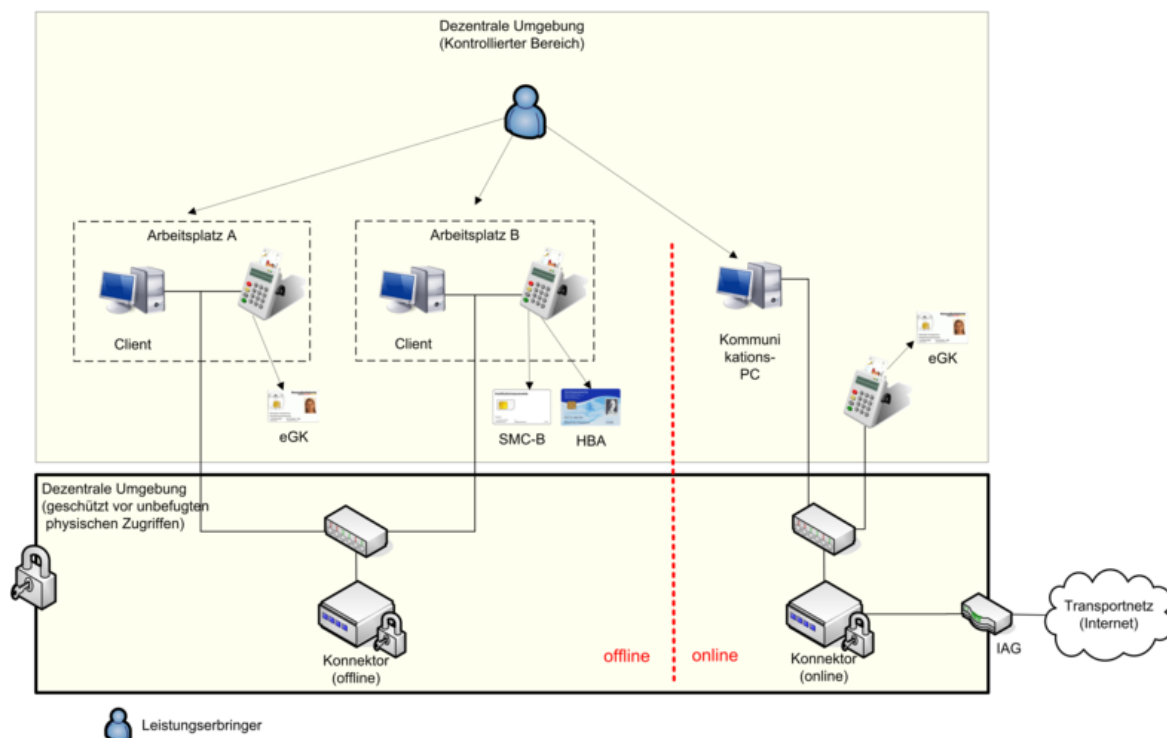 Dezentrale Umgebung
(Kontrollierter Bereich)
Arbeitsplatz A
Arbeitsplatz B
Client
Client
Kommuni
kations-
PC
eGK
eGK
SMC-B
HBA
Dezentrale Umgebung
(geschützt vor unbefugten
physischen Zugriffen)
Konnektor
(offline)
offline
online
Konnektor
(online)
IAG
Transportnetz
(Internet)
Leistungserbringer